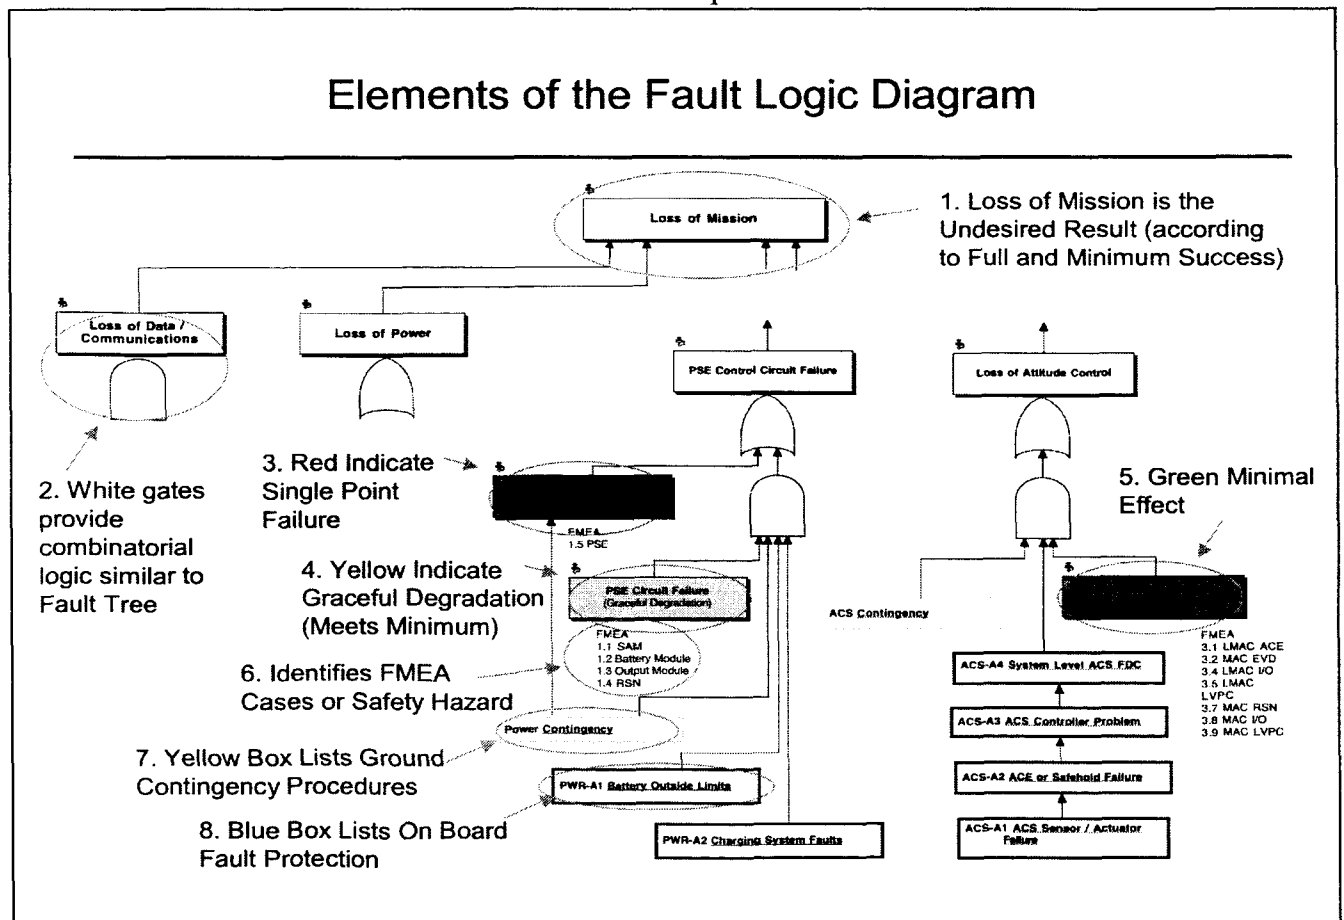 Elements of the Fault Logic Diagram
Loss of Mission
1. Loss of Mission is the
Undesired Result (according
to Full and Minimum Success)
Loss of Data /
Communications
Loss of Power
PSE Control Circuit Failure
Loss of Attitude Control
2. White gates
provide
combinatorial
logic similar to
Fault Tree
3. Red Indicate
Single Point
Failure
FMEA
1.5 PSE
5. Green Minimal
Effect
4. Yellow Indicate
Graceful Degradation
(Meets Minimum)
PSE Circuit Failure
(Graceful Degradation)
FMEA
1.1 SAM
1.2 Battery Module
1.3 Output Module
1.4 RSN
6. Identifies FMEA
Cases or Safety Hazard
ACS Contingency
FMEA
3.1 LMAC ACE
3.2 MAC EVD
3.4 LMAC I/O
3.5 LMAC
LVPC
3.7 MAC RSN
3.8 MAC I/O
3.9 MAC LVPC
Power Contingency
7. Yellow Box Lists Ground
Contingency Procedures
PWR-A1 Battery Outside Limits
8. Blue Box Lists On Board
Fault Protection
PWR-A2 Charging System Faults
ACS-A4 System Level ACS FDC
ACS-A3 ACS Controller Problem
ACS-A2 ACE or Safehold Failure
ACS-A1 ACS Sensor / Actuator
Failure